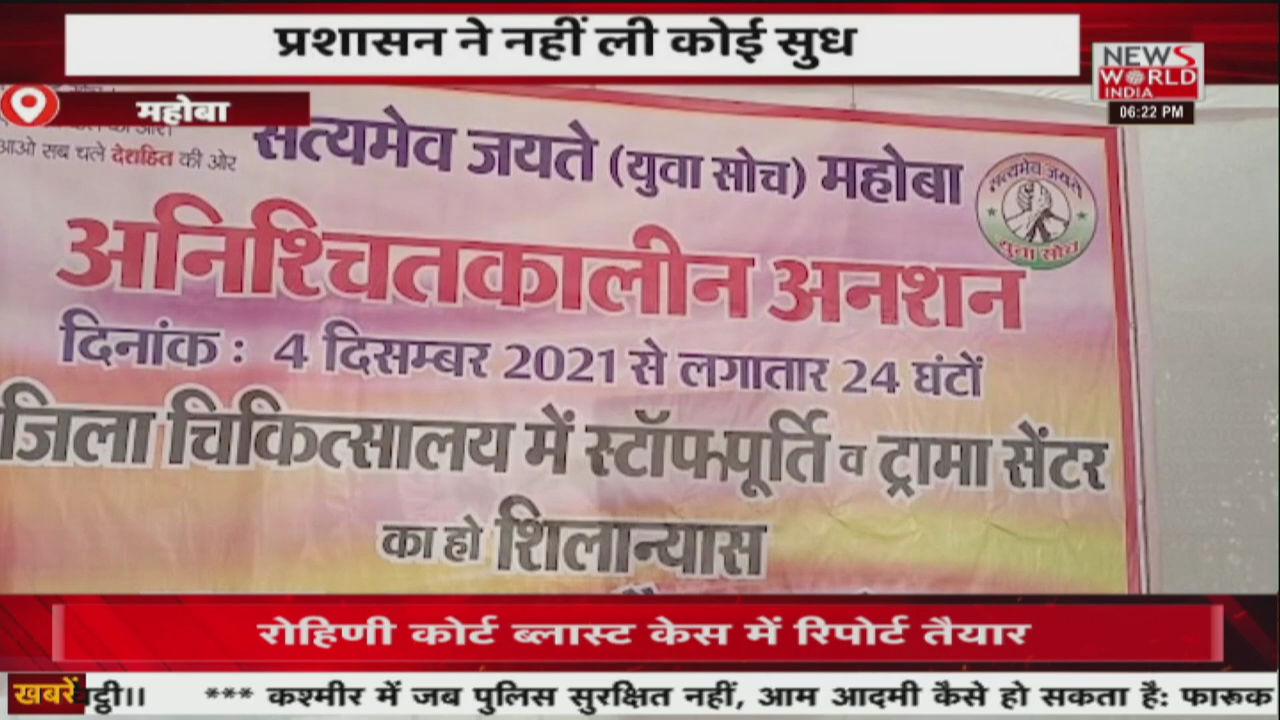 प्रशासन ने नहीं ली कोई सुध
NEWS
WORLD
INDIA
06:22 PM
महोबा
आओ सब चले देशहित की ओर
सत्यमेव जयते (युवा सोच) महोबा
सत्यमेव जयते
युवा सोच
अनिश्चितकालीन अनशन
दिनांक : 4 दिसम्बर 2021 से लगातार 24 घंटों
जिला चिकित्सालय में स्टॉफपूर्ति व ट्रामा सेंटर
का हो शिलान्यास
रोहिणी कोर्ट ब्लास्ट केस में रिपोर्ट तैयार
खबरें ट्ठी।। *** कश्मीर में जब पुलिस सुरक्षित नहीं, आम आदमी कैसे हो सकता है: फारूक